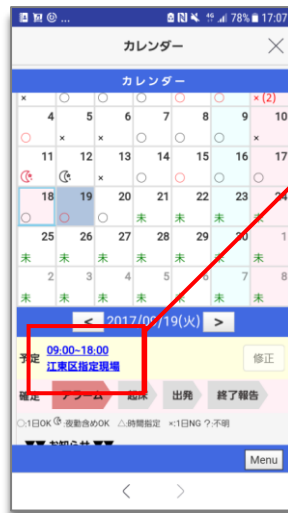 78% 17:07
カレンダー
カレンダー
× ○ ○ ○ ○ ○ × (2)
4 5 6 7 8 9 10
○ × × ○ ○ ○ ×
11 12 13 14 15 16 17
× ○ ○ ○ ○
18 19 20 21 22 23 24
○ ○ ○ 未 未 未 未
25 26 27 28 29 30 1
未 未 未 未 未 未 未
2 3 4 5 6 7 8
未 未 未 未 未 未 未
< 2017/09/19(火) >
予定 09:00~18:00
江東区指定現場
修正
確定 アラーム 起床 出発 終了報告
○:1日OK :夜勤含めOK △:時間指定 ×:1日NG ?:不明
▼▼ お知らせ ▼▼
Menu